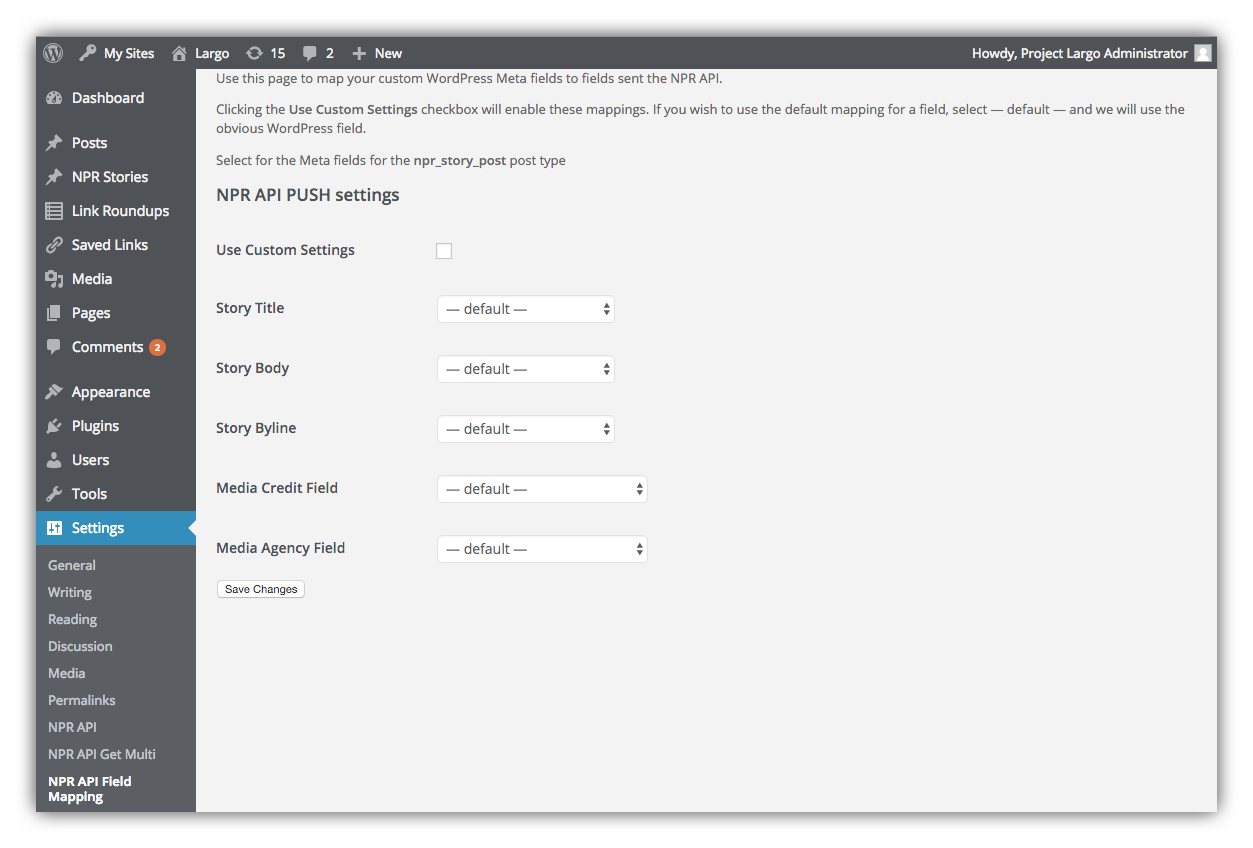 My Sites Largo 15 2 New Howdy, Project Largo Administrator
Dashboard
Posts
NPR Stories
Link Roundups
Saved Links
Media
Pages
Comments 2
Appearance
Plugins
Users
Tools
Settings
General
Writing
Reading
Discussion
Media
Permalinks
NPR API
NPR API Get Multi
NPR API Field
Mapping
Use this page to map your custom WordPress Meta fields to fields sent the NPR API.
Clicking the Use Custom Settings checkbox will enable these mappings. If you wish to use the default mapping for a field, select — default — and we will use the
obvious WordPress field.
Select for the Meta fields for the npr_story_post post type
NPR API PUSH settings
Use Custom Settings
Story Title — default —
Story Body — default —
Story Byline — default —
Media Credit Field — default —
Media Agency Field — default —
Save Changes